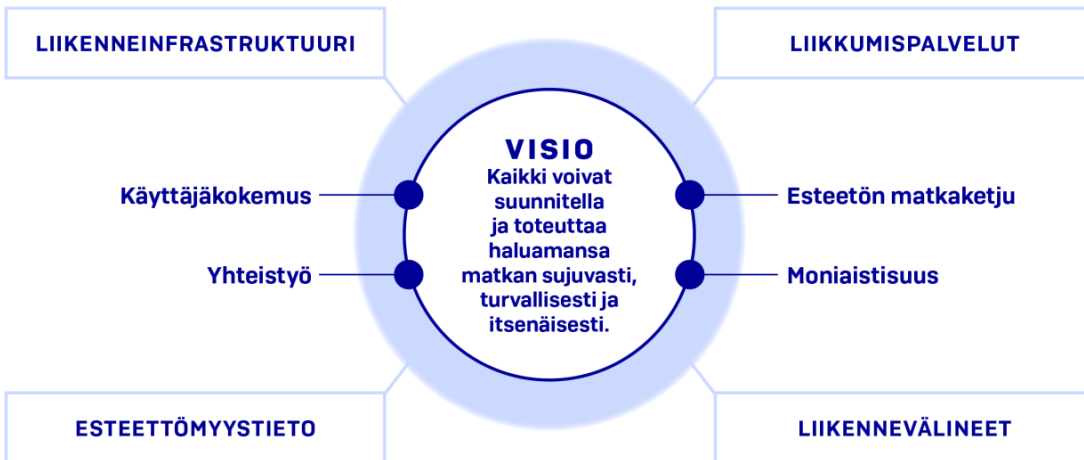 LIIKENNEINFRASTRUKTUURI
LIIKKUMISPALVELUT
VISIO
Kaikki voivat
suunnitella
ja toteuttaa
haluamansa
matkan sujuvasti,
turvallisesti ja
itsenäisesti.
Käyttäjäkokemus
Esteetön matkaketju
Yhteistyö
Moniaistisuus
ESTEETTÖMYYSTIETO
LIIKENNEVÄLINEET